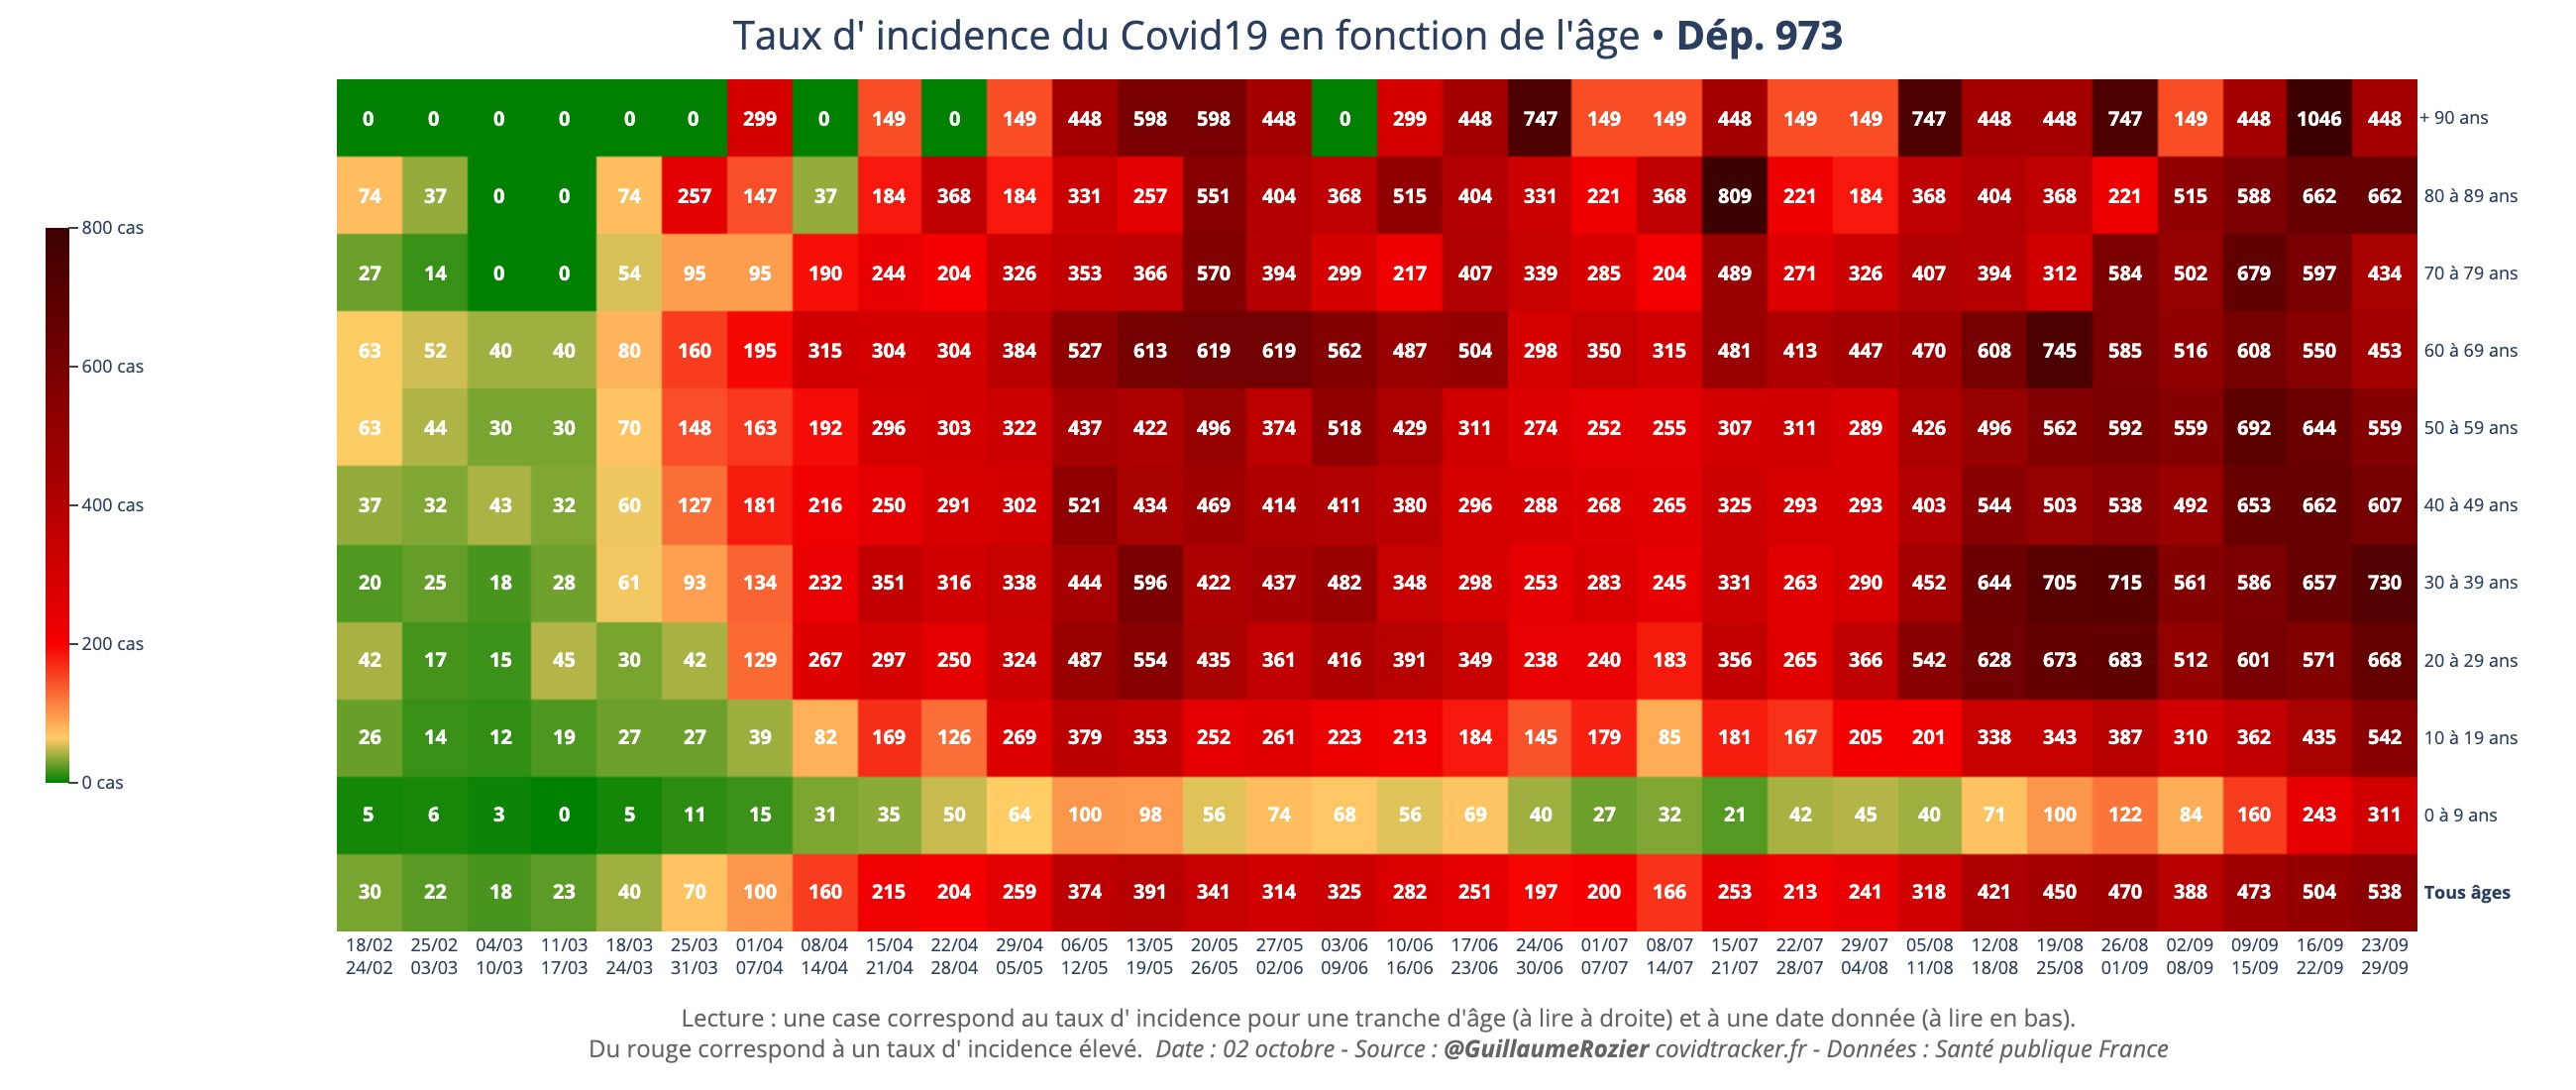 Taux d' incidence du Covid19 en fonction de l'âge • Dép. 973
800 cas
600 cas
400 cas
200 cas
0 cas
0 0 0 0 0 0 299 0 149 0 149 448 598 598 448 0 299 448 747 149 149 448 149 149 747 448 448 747 149 448 1046 448 + 90 ans
74 37 0 0 74 257 147 37 184 368 184 331 257 551 404 368 515 404 331 221 368 809 221 184 368 404 368 221 515 588 662 662 80 à 89 ans
27 14 0 0 54 95 95 190 244 204 326 353 366 570 394 299 217 407 339 285 204 489 271 326 407 394 312 584 502 679 597 434 70 à 79 ans
63 52 40 40 80 160 195 315 304 304 384 527 613 619 619 562 487 504 298 350 315 481 413 447 470 608 745 585 516 608 550 453 60 à 69 ans
63 44 30 30 70 148 163 192 296 303 322 437 422 496 374 518 429 311 274 252 255 307 311 289 426 496 562 592 559 692 644 559 50 à 59 ans
37 32 43 32 60 127 181 216 250 291 302 521 434 469 414 411 380 296 288 268 265 325 293 293 403 544 503 538 492 653 662 607 40 à 49 ans
20 25 18 28 61 93 134 232 351 316 338 444 596 422 437 482 348 298 253 283 245 331 263 290 452 644 705 715 561 586 657 730 30 à 39 ans
42 17 15 45 30 42 129 267 297 250 324 487 554 435 361 416 391 349 238 240 183 356 265 366 542 628 673 683 512 601 571 668 20 à 29 ans
26 14 12 19 27 27 39 82 169 126 269 379 353 252 261 223 213 184 145 179 85 181 167 205 201 338 343 387 310 362 435 542 10 à 19 ans
5 6 3 0 5 11 15 31 35 50 64 100 98 56 74 68 56 69 40 27 32 21 42 45 40 71 100 122 84 160 243 311 0 à 9 ans
30 22 18 23 40 70 100 160 215 204 259 374 391 341 314 325 282 251 197 200 166 253 213 241 318 421 450 470 388 473 504 538 Tous âges
18/02 25/02 04/03 11/03 18/03 25/03 01/04 08/04 15/04 22/04 29/04 06/05 13/05 20/05 27/05 03/06 10/06 17/06 24/06 01/07 08/07 15/07 22/07 29/07 05/08 12/08 19/08 26/08 02/09 09/09 16/09 23/09
24/02 03/03 10/03 17/03 24/03 31/03 07/04 14/04 21/04 28/04 05/05 12/05 19/05 26/05 02/06 09/06 16/06 23/06 30/06 07/07 14/07 21/07 28/07 04/08 11/08 18/08 25/08 01/09 08/09 15/09 22/09 29/09
Lecture : une case correspond au taux d' incidence pour une tranche d'âge (à lire à droite) et à une date donnée (à lire en bas).
Du rouge correspond à un taux d' incidence élevé. Date : 02 octobre - Source : @GuillaumeRozier covidtracker.fr - Données : Santé publique France